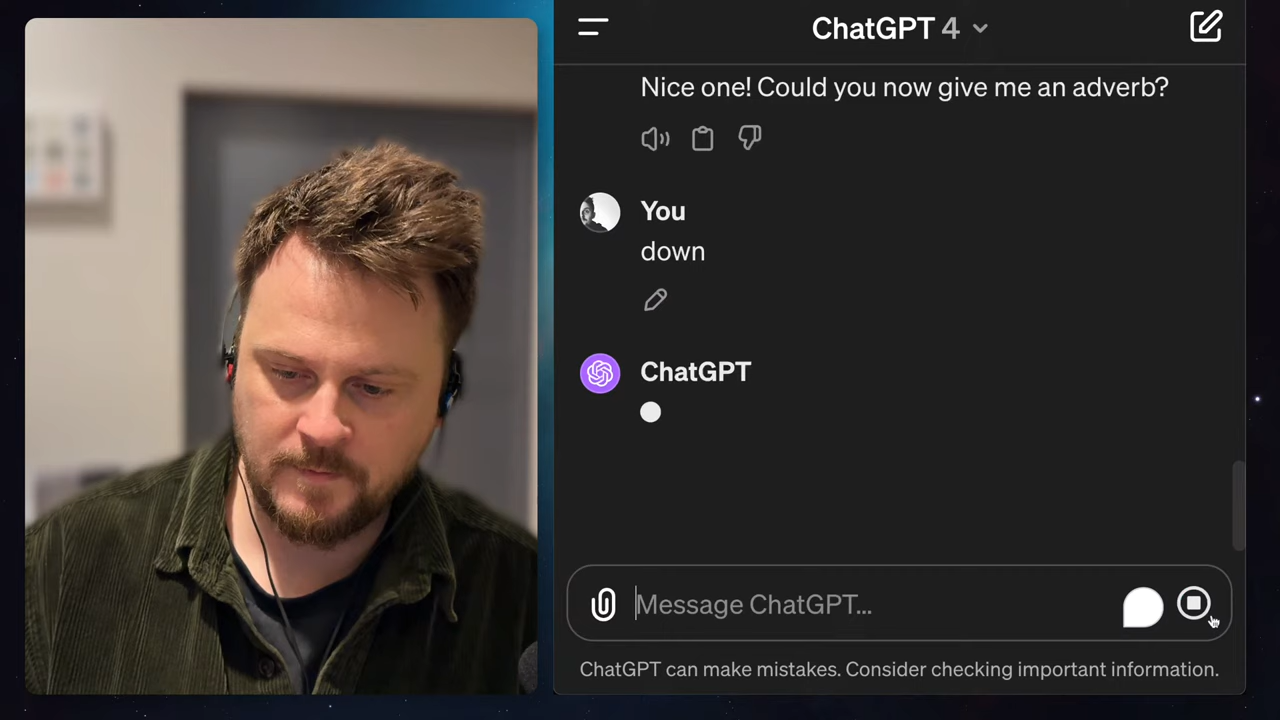 ChatGPT 4
Nice one! Could you now give me an adverb?
You
down
ChatGPT
Message ChatGPT...
ChatGPT can make mistakes. Consider checking important information.